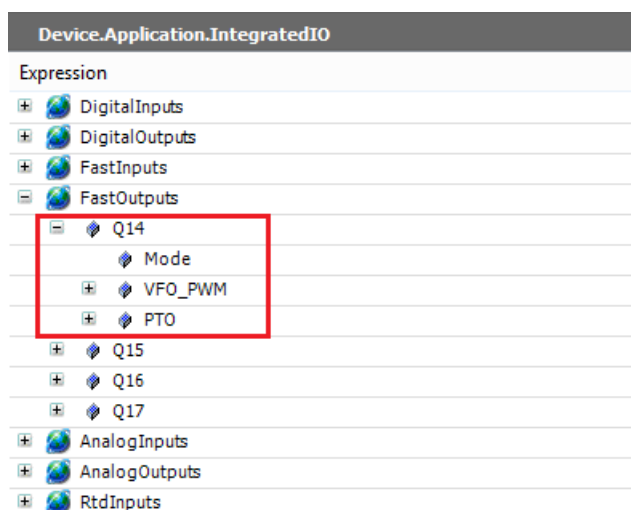 Device.Application.IntegratedIO
Expression
DigitalInputs
DigitalOutputs
FastInputs
FastOutputs
Q14
Mode
VFO_PWM
PTO
Q15
Q16
Q17
AnalogInputs
AnalogOutputs
RtdInputs